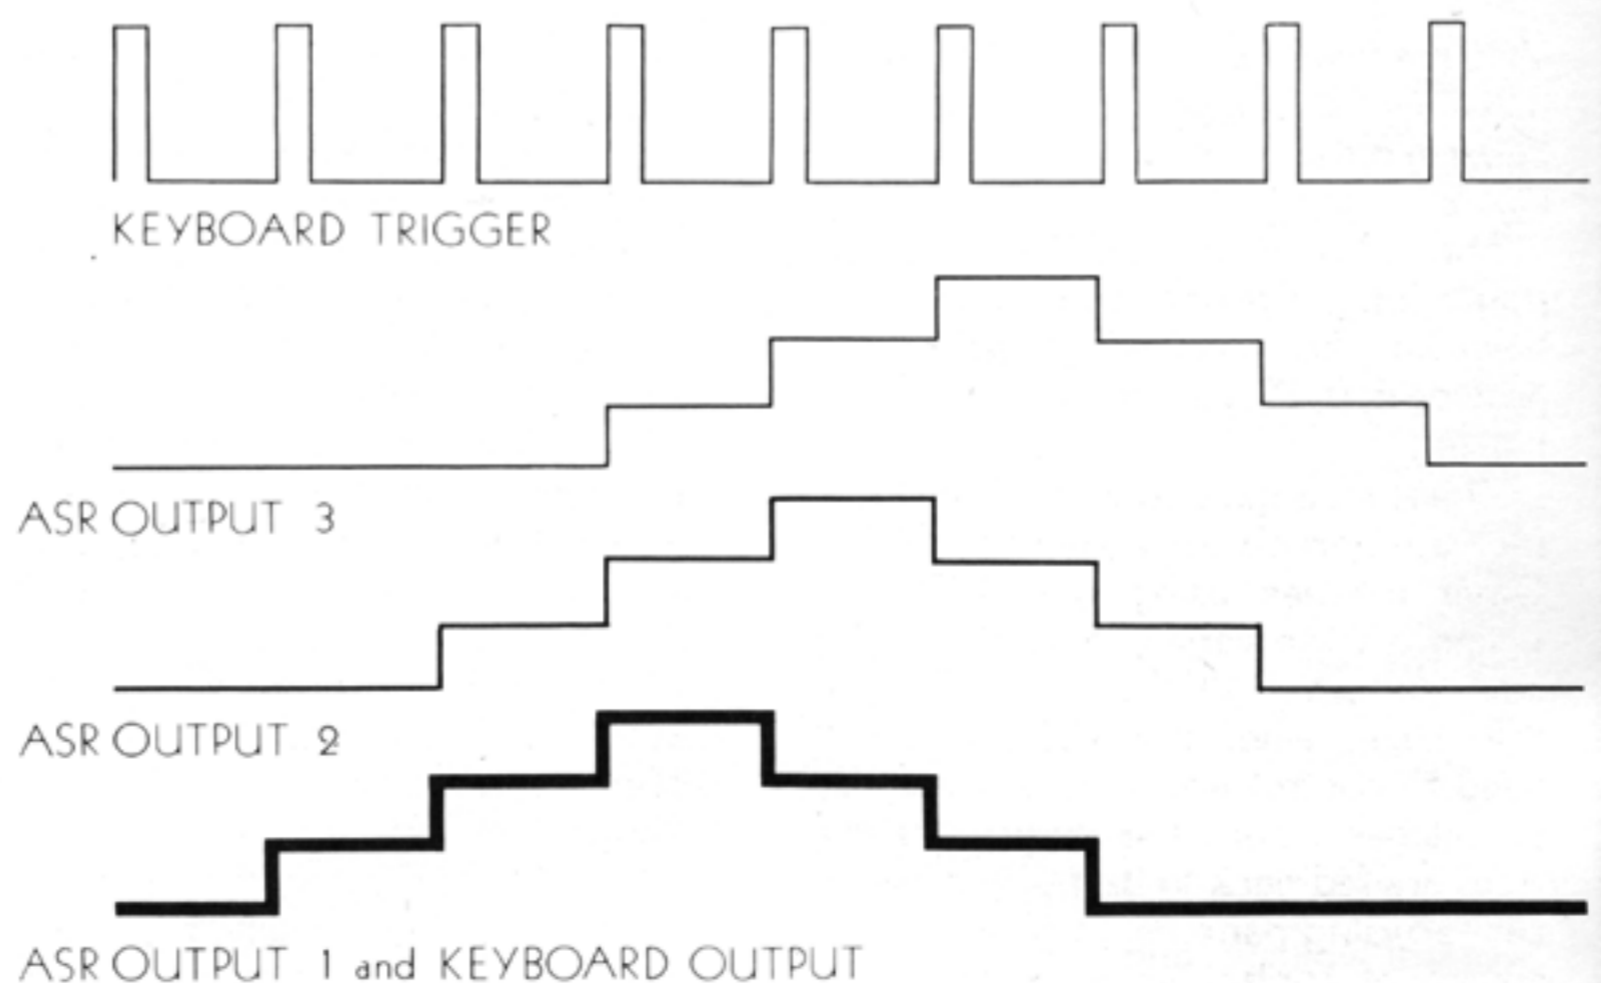 KEYBOARD TRIGGER
ASR OUTPUT 3
ASR OUTPUT 2
ASR OUTPUT 1 and KEYBOARD OUTPUT